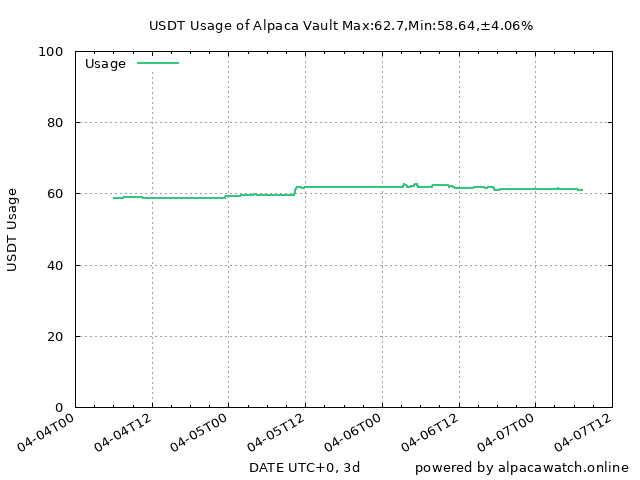 USDT Usage of Alpaca Vault Max:62.7,Min:58.64,±4.06%
Usage
USDT Usage
100
80
60
40
20
0
04-04T00
04-04T12
04-05T00
04-05T12
04-06T00
04-06T12
04-07T00
04-07T12
DATE UTC+0, 3d
powered by alpacawatch.online